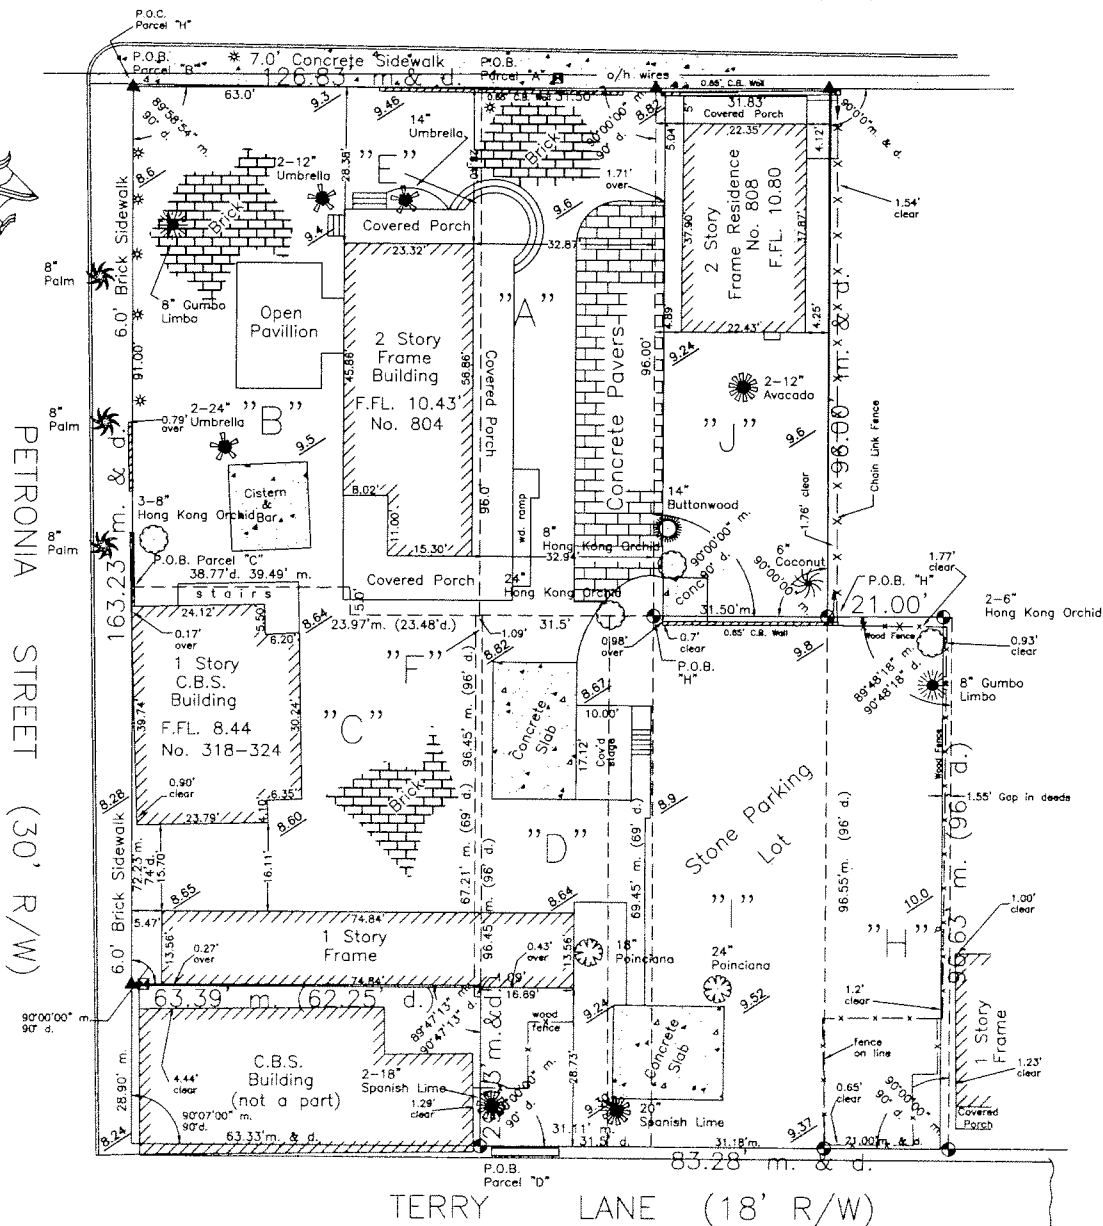 P.O.C.
Parcel "H"
P.O.B.
Parcel "B"
7.0' Concrete Sidewalk
126.83' m. & d.
P.O.B.
Parcel "A"
o/h wires
0.65' C.B. Wall
63.0'
9.3
9.46
0.65' C.B. Wall
31.50'
8.82
31.83'
Covered Porch
89°58'54" m.
90° d.
14"
Umbrella
90°00'00" m.
90° d.
5.04'
22.35'
4.12'
8.6
2-12"
Umbrella
28.38'
"E"
Brick
1.71'
over
1.54'
clear
6.0' Brick Sidewalk
Brick
9.4
Covered Porch
9.6
37.90'
2 Story
Frame Residence
No. 808
F.FL. 10.80
37.87'
8"
Palm
23.32'
32.87'
8" Gumbo
Limbo
Open
Pavillion
"A"
4.89'
22.43'
4.25'
91.00'
2 Story
Frame
Building
F.FL. 10.43'
No. 804
45.86'
58.86'
Covered Porch
Concrete Pavers
96.00'
9.24
2-12"
Avacado
96.00' m. & d.
8"
Palm
0.79'
over
2-24"
Umbrella
"B"
9.5
"J"
9.6
Chain Link Fence
3-8"
Hong Kong Orchid
Cistern
&
Bar
8.02'
11.00'
15.30'
96.0'
wd. ramp
14"
Buttonwood
1.76' clear
8"
Palm
8"
Hong Kong Orchid
32.94'
90°00'00" m.
90° d.
6"
Coconut
90°00'00" m.
1.77'
clear
P.O.B. Parcel "C"
38.77'd. 39.49' m.
stairs
Covered Porch
24"
Hong Kong Orchid
conc
P.O.B. "H"
21.00'
2-6"
Hong Kong Orchid
163.23' m. & d.
24.12'
5.50'
6.20'
8.64
5.0'
23.97'm. (23.48'd.)
1.09'
31.5'
31.50'm.
0.65' C.B. Wall
Wood Fence
0.17'
over
8.82
0.98'
over
0.7'
clear
P.O.B.
"H"
9.8
0.93'
clear
1 Story
C.B.S.
Building
F.FL. 8.44
No. 318-324
39.74'
30.24'
"F"
"C"
8.67
10.00'
89°48'18" m.
90°48'18" d.
8" Gumbo
Limbo
Concrete
Slab
17.12'
Cov'd
stage
96.45' m. (96' d.)
Wood Fence
PETRONIA STREET (30' R/W)
0.90'
clear
8.28
6.35'
4.10'
23.79'
8.60
Brick
8.9
Stone Parking
Lot
1.55' Gap in deeds
96.63' m. (96' d.)
6.0' Brick Sidewalk
72.23'm.
74'd.
15.70'
16.11'
67.21' m. (69' d.)
96.45' m. (96' d.)
"D"
69.45' m. (69' d.)
96.55'm. (96' d.)
10.0
8.65
8.64
"I"
"H"
1.00'
clear
5.47'
74.84'
1 Story
Frame
13.56'
0.27'
over
0.43'
over
13.56'
18"
Poinciana
24"
Poinciana
74.84'
1.09'
16.69'
9.24
9.52
1.2'
clear
63.39' m. (62.25' d.)
90°00'00" m.
90° d.
89°47'13" m.
90°47'13" d.
wood
fence
fence
on line
1 Story
Frame
C.B.S.
Building
(not a part)
28.90' m.
4.44'
clear
2-18"
Spanish Lime
1.29'
clear
28.73'
Concrete
Slab
1.23'
clear
0.65'
clear
90°00'00" m.
90° d.
90°00'00" m.
90° d.
8.24
90°07'00" m.
90°d.
63.33'm. & d.
20"
Spanish Lime
31.11' m.
31.5' d.
31.18'm.
9.37
21.00'm. & d.
Covered
Porch
83.28' m. & d.
P.O.B.
Parcel "D"
TERRY LANE (18' R/W)